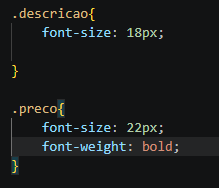 .descricao{
    font-size: 18px;

}

.preco{
    font-size: 22px;
    font-weight: bold;
}